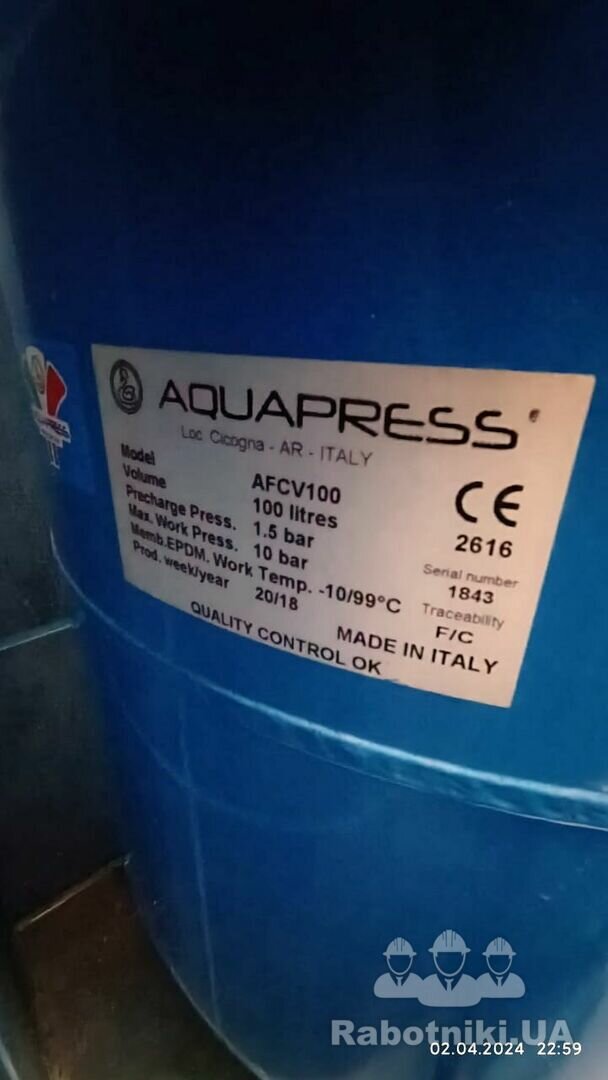 AQUAPRESS
Loc. Cicogna - AR - ITALY
Model AFCV100
Volume 100 litres
Precharge Press. 1.5 bar
Max. Work Press. 10 bar
Memb.EPDM. Work Temp. -10/99°C
Prod. week/year 20/18
CE
2616
Serial number
1843
Traceability
F/C
MADE IN ITALY
QUALITY CONTROL OK
Rabotniki.UA
02.04.2024 22:59